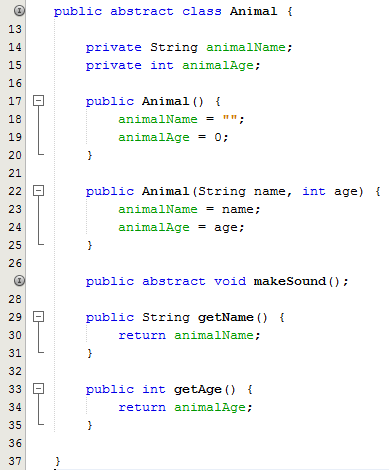 public abstract class Animal {
13
14 private String animalName;
15 private int animalAge;
16
17 public Animal() {
18 animalName = "";
19 animalAge = 0;
20 }
21
22 public Animal(String name, int age) {
23 animalName = name;
24 animalAge = age;
25 }
26
public abstract void makeSound();
28
29 public String getName() {
30 return animalName;
31 }
32
33 public int getAge() {
34 return animalAge;
35 }
36
37 }